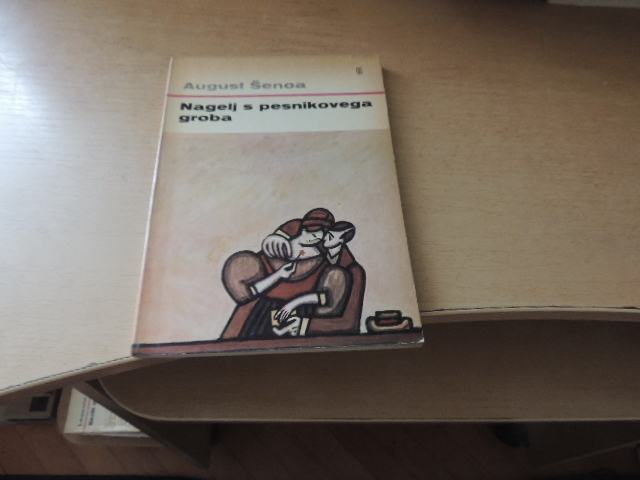 August Šenoa
Nagelj s pesnikovega
groba